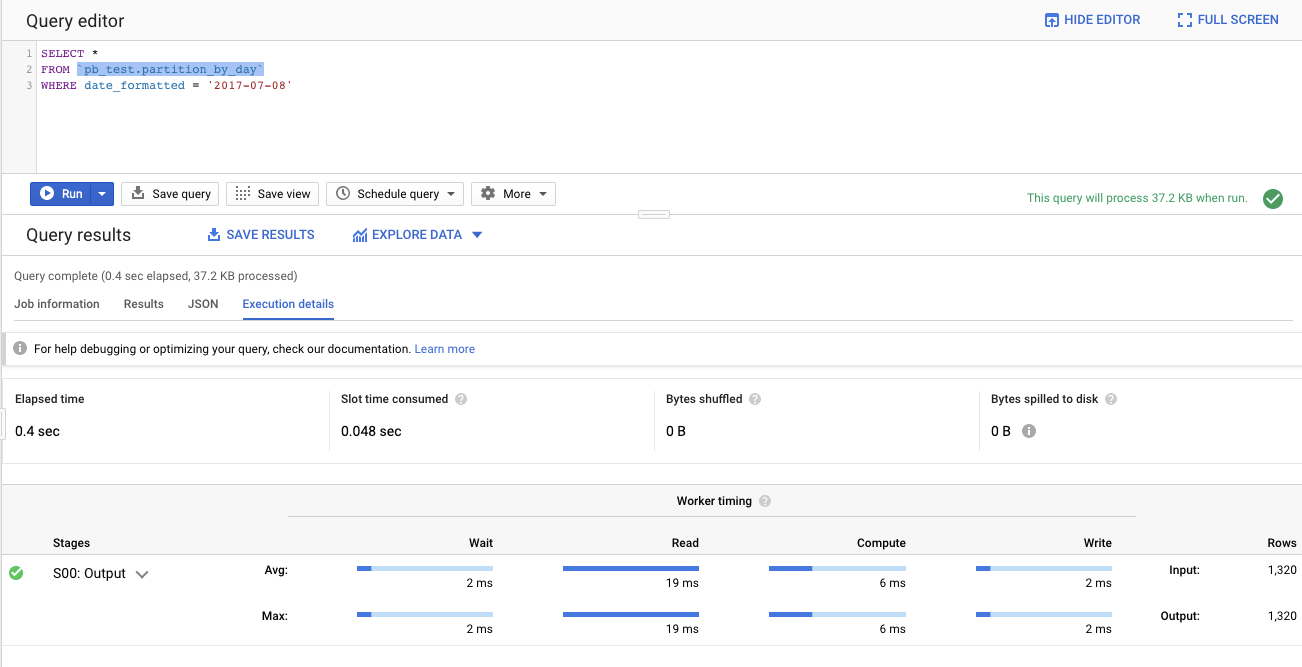 Query editor
HIDE EDITOR
FULL SCREEN
1 SELECT *
2 FROM `pb_test.partition_by_day`
3 WHERE date_formatted = '2017-07-08'
Run
Save query
Save view
Schedule query
More
This query will process 37.2 KB when run.
Query results
SAVE RESULTS
EXPLORE DATA
Query complete (0.4 sec elapsed, 37.2 KB processed)
Job information Results JSON Execution details
For help debugging or optimizing your query, check our documentation. Learn more
Elapsed time Slot time consumed Bytes shuffled Bytes spilled to disk
0.4 sec 0.048 sec 0 B 0 B
Worker timing
Stages Wait Read Compute Write Rows
S00: Output Avg: 2 ms 19 ms 6 ms 2 ms Input: 1,320
Max: 2 ms 19 ms 6 ms 2 ms Output: 1,320